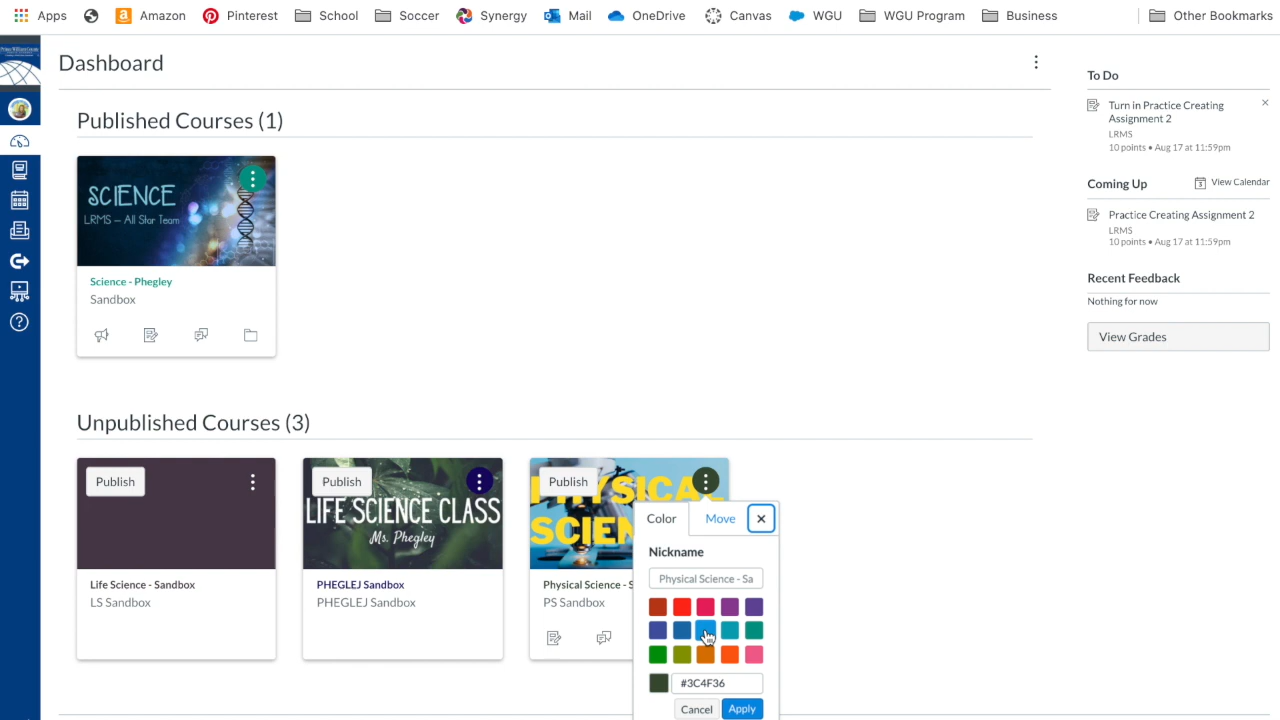 Apps Amazon Pinterest School Soccer Synergy Mail OneDrive Canvas WGU WGU Program Business Other Bookmarks
Dashboard
Published Courses (1)
SCIENCE
LRMS – All Star Team
Science - Phegley
Sandbox
Unpublished Courses (3)
Publish
Life Science - Sandbox
LS Sandbox
Publish
LIFE SCIENCE CLASS
Ms. Phegley
PHEGLEJ Sandbox
PHEGLEJ Sandbox
Publish
Physical Science - S
PS Sandbox
Color Move
Nickname
Physical Science - Sa
#3C4F36
Cancel Apply
To Do
Turn in Practice Creating
Assignment 2
LRMS
10 points • Aug 17 at 11:59pm
Coming Up View Calendar
Practice Creating Assignment 2
LRMS
10 points • Aug 17 at 11:59pm
Recent Feedback
Nothing for now
View Grades